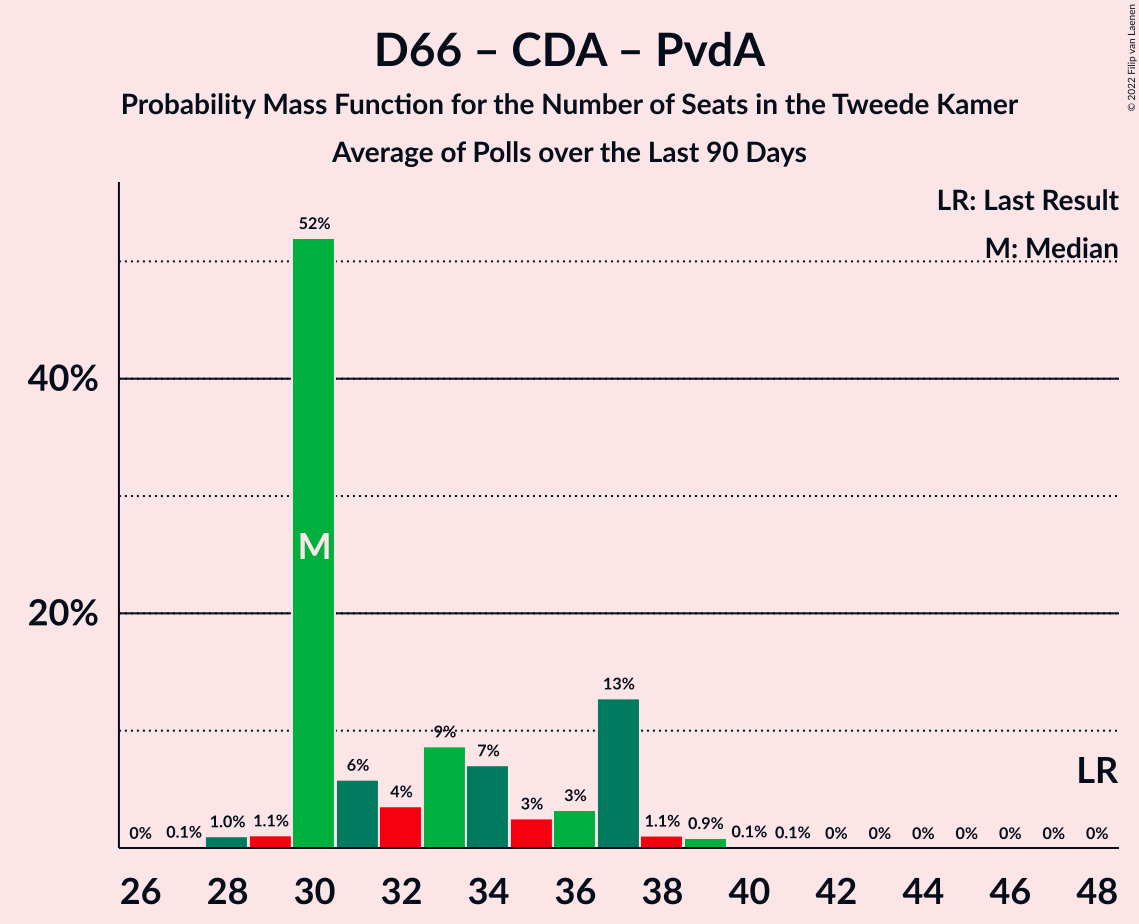 D66 – CDA – PvdA
Probability Mass Function for the Number of Seats in the Tweede Kamer
Average of Polls over the Last 90 Days
© 2022 Filip van Laenen
LR: Last Result
M: Median
52%
40%
M
20%
13%
9%
7%
6%
4%
3%
3%
LR
0%
0.1%
1.0%
1.1%
1.1%
0.9%
0.1%
0.1%
0%
0%
0%
0%
0%
0%
0%
26 28 30 32 34 36 38 40 42 44 46 48